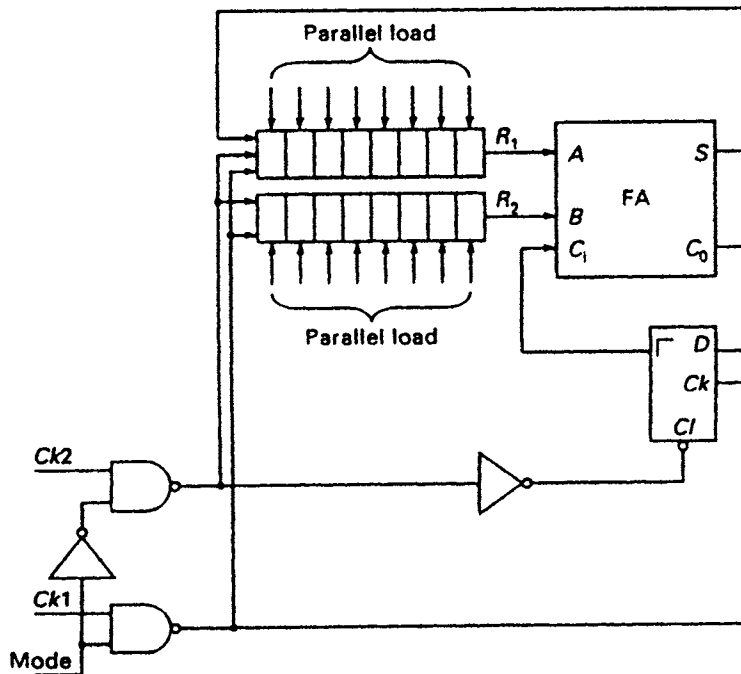 Parallel load
R1
A
S
FA
R2
B
Ci
C0
Parallel load
D
Ck
Cl
Ck2
Ck1
Mode